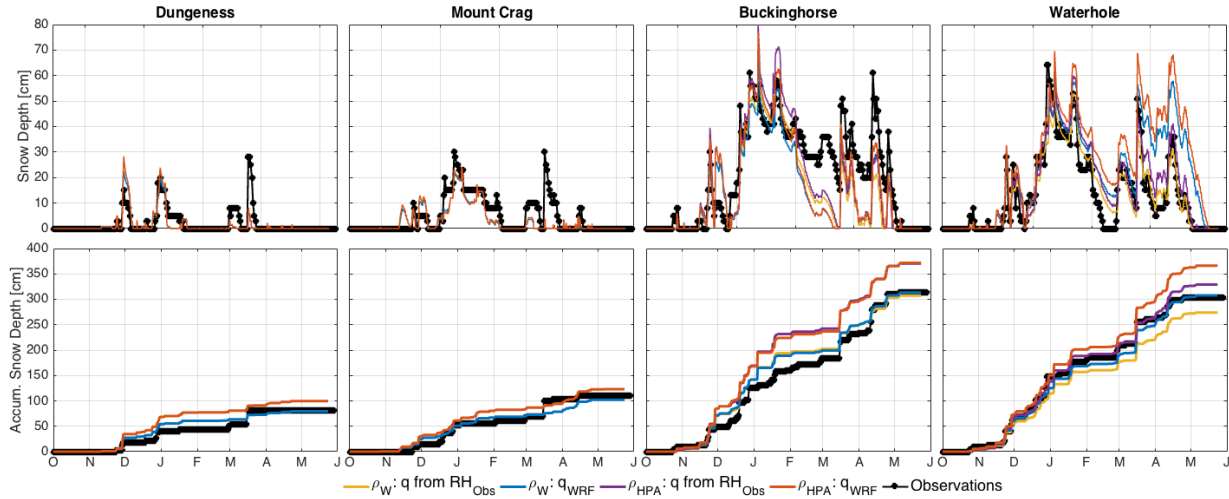 Dungeness
Mount Crag
Buckinghorse
Waterhole
Snow Depth [cm]
80
70
60
50
40
30
20
10
0
O N D J F M A M J
O N D J F M A M J
O N D J F M A M J
O N D J F M A M J
Accum. Snow Depth [cm]
400
350
300
250
200
150
100
50
0
O N D J F M A M J
O N D J F M A M J
O N D J F M A M J
O N D J F M A M J
ρW: q from RHObs ρW: qWRF ρHPA: q from RHObs ρHPA: qWRF Observations